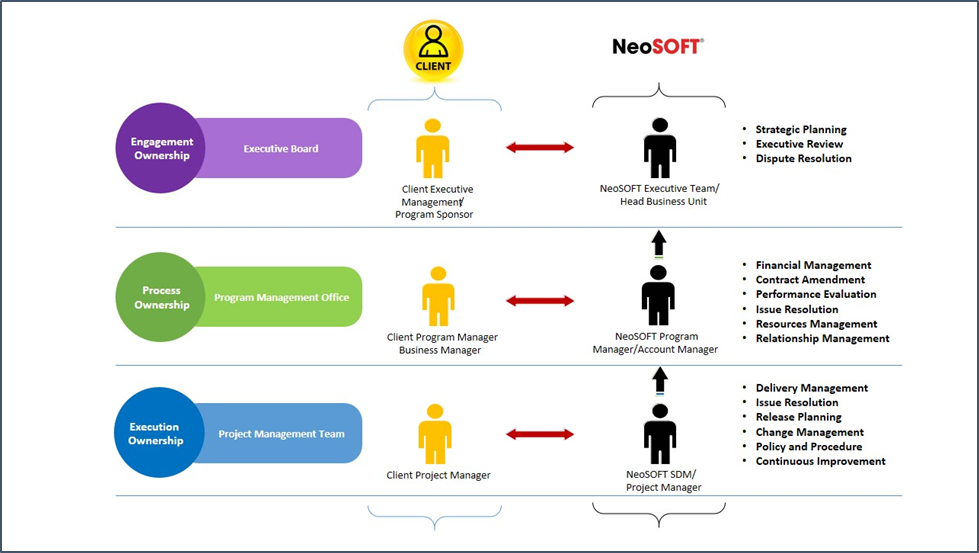 CLIENT
NeoSOFT®
Engagement
Ownership
Executive Board
Client Executive
Management/
Program Sponsor
NeoSOFT Executive Team/
Head Business Unit
• Strategic Planning
• Executive Review
• Dispute Resolution
Process
Ownership
Program Management Office
Client Program Manager
Business Manager
NeoSOFT Program
Manager/Account Manager
• Financial Management
• Contract Amendment
• Performance Evaluation
• Issue Resolution
• Resources Management
• Relationship Management
Execution
Ownership
Project Management Team
Client Project Manager
NeoSOFT SDM/
Project Manager
• Delivery Management
• Issue Resolution
• Release Planning
• Change Management
• Policy and Procedure
• Continuous Improvement